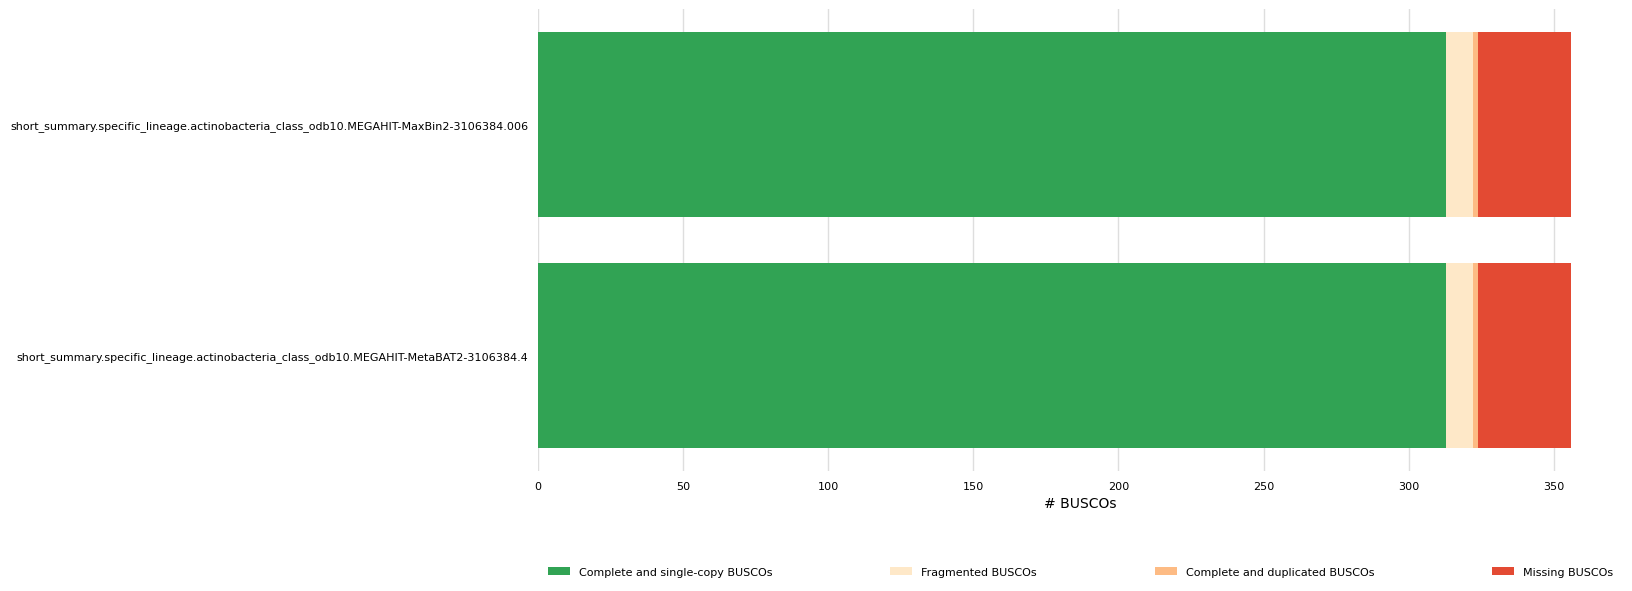 short_summary.specific_lineage.actinobacteria_class_odb10.MEGAHIT-MaxBin2-3106384.006
short_summary.specific_lineage.actinobacteria_class_odb10.MEGAHIT-MetaBAT2-3106384.4
0 50 100 150 200 250 300 350
# BUSCOs
Complete and single-copy BUSCOs Fragmented BUSCOs Complete and duplicated BUSCOs Missing BUSCOs